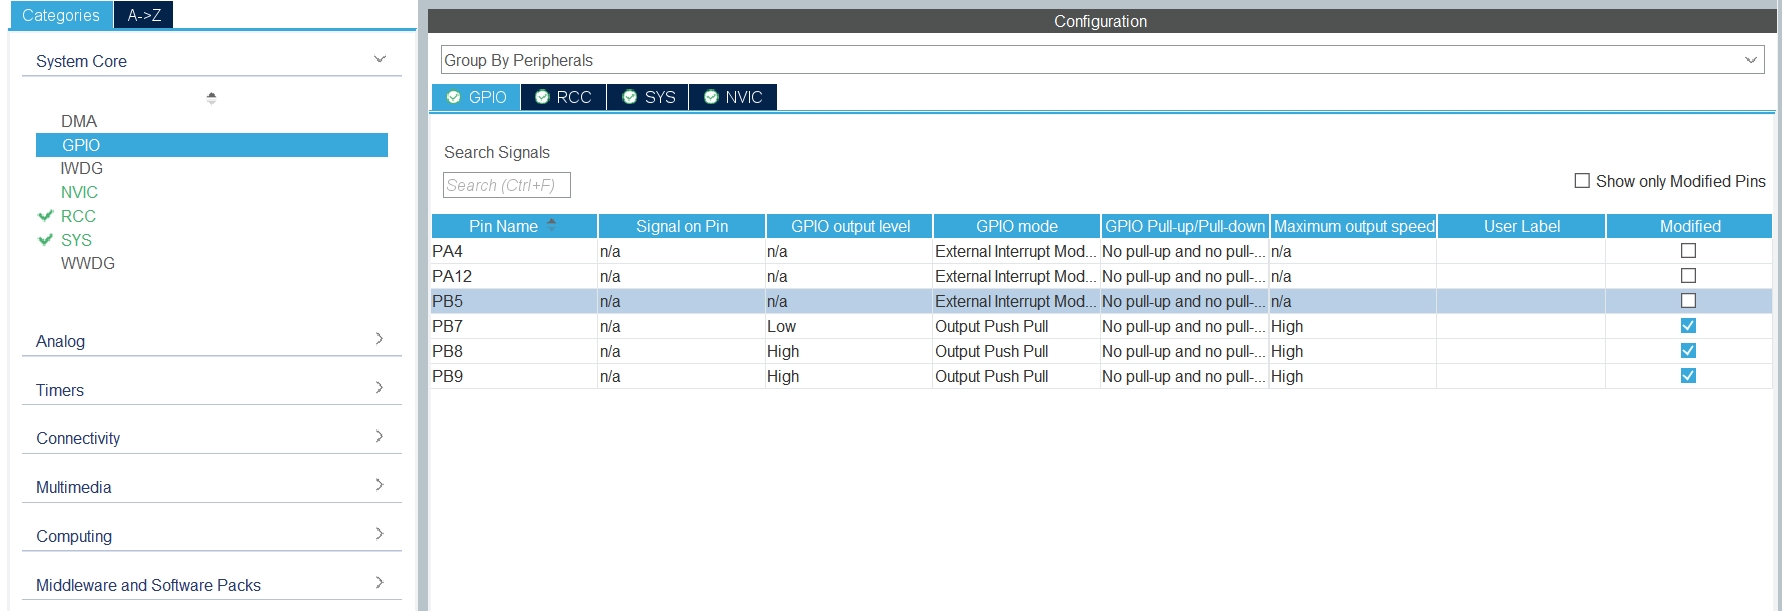 Categories A->Z
System Core
DMA
GPIO
IWDG
NVIC
RCC
SYS
WWDG
Analog
Timers
Connectivity
Multimedia
Computing
Middleware and Software Packs
Configuration
Group By Peripherals
GPIO RCC SYS NVIC
Search Signals
Search (Ctrl+F)
Show only Modified Pins
Pin Name Signal on Pin GPIO output level GPIO mode GPIO Pull-up/Pull-down Maximum output speed User Label Modified
PA4 n/a n/a External Interrupt Mod... No pull-up and no pull-... n/a
PA12 n/a n/a External Interrupt Mod... No pull-up and no pull-... n/a
PB5 n/a n/a External Interrupt Mod... No pull-up and no pull-... n/a
PB7 n/a Low Output Push Pull No pull-up and no pull-... High
PB8 n/a High Output Push Pull No pull-up and no pull-... High
PB9 n/a High Output Push Pull No pull-up and no pull-... High